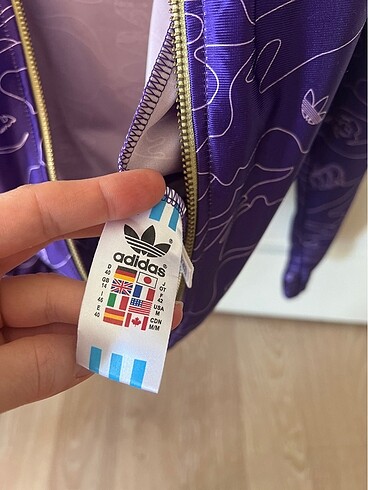 adidas®
D 40 J OT
GB 14 F 42
I 46 USA M
E 40 CDN M/M